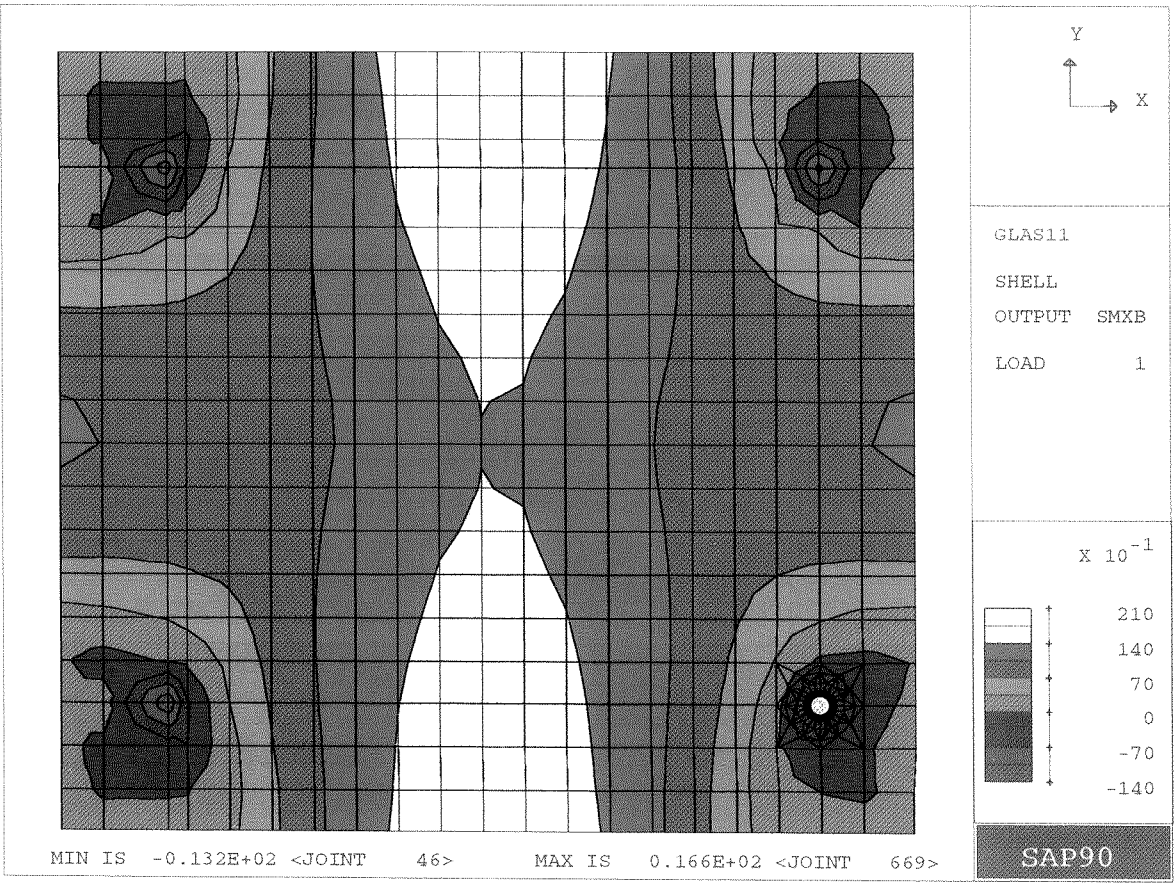 Y
X
GLAS11
SHELL
OUTPUT SMXB
LOAD 1
X 10-1
210
140
70
0
-70
-140
MIN IS -0.132E+02 <JOINT 46> MAX IS 0.166E+02 <JOINT 669>
SAP90